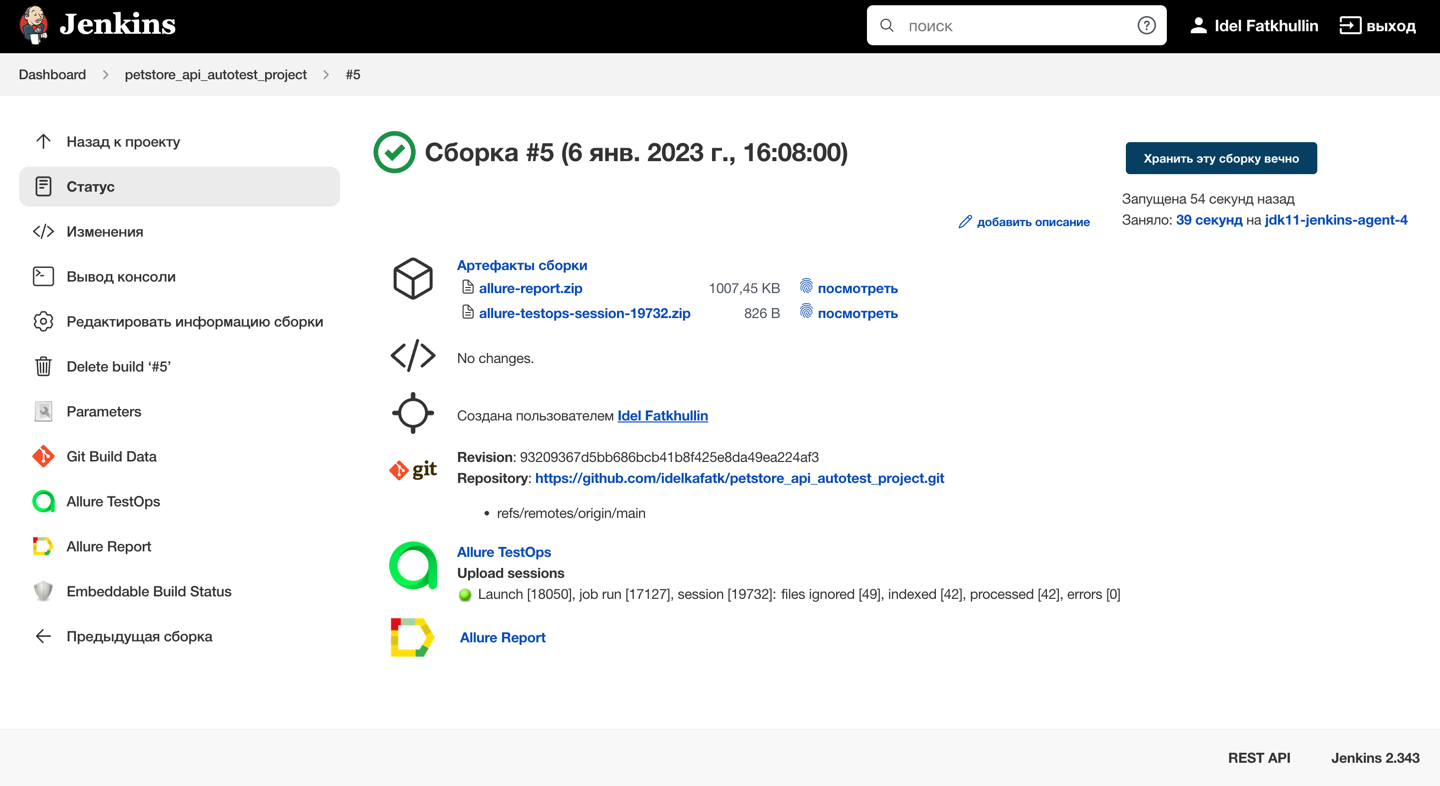 Jenkins
поиск
Idel Fatkhullin
выход
Dashboard
petstore_api_autotest_project
#5
Назад к проекту
Статус
Изменения
Вывод консоли
Редактировать информацию сборки
Delete build ‘#5’
Parameters
Git Build Data
Allure TestOps
Allure Report
Embeddable Build Status
Предыдущая сборка
Сборка #5 (6 янв. 2023 г., 16:08:00)
Хранить эту сборку вечно
Запущена 54 секунд назад
Заняло: 39 секунд на jdk11-jenkins-agent-4
добавить описание
Артефакты сборки
allure-report.zip 1007,45 KB посмотреть
allure-testops-session-19732.zip 826 B посмотреть
No changes.
Создана пользователем Idel Fatkhullin
git
Revision: 93209367d5bb686bcb41b8f425e8da49ea224af3
Repository: https://github.com/idelkafatk/petstore_api_autotest_project.git
• refs/remotes/origin/main
Allure TestOps
Upload sessions
Launch [18050], job run [17127], session [19732]: files ignored [49], indexed [42], processed [42], errors [0]
Allure Report
REST API
Jenkins 2.343